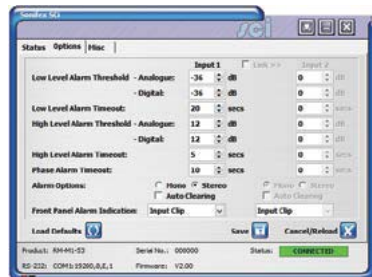 Sonifex SCi
SCi
Status Options Misc
Input 1 Link >> Input 2
Low Level Alarm Threshold - Analogue: -36 dB 0 dB
- Digital: -36 dB 0 dB
Low Level Alarm Timeout: 20 secs 0 secs
High Level Alarm Threshold - Analogue: 12 dB 0 dB
- Digital: 12 dB 0 dB
High Level Alarm Timeout: 5 secs 0 secs
Phase Alarm Timeout: 10 secs 0 secs
Alarm Options: Mono Stereo Mono Stereo
Auto Clearing Auto Clearing
Front Panel Alarm Indication: Input Clip Input Clip
Load Defaults Save Cancel/Reload
Product: RM-M1-S3 Serial No.: 000000 Status: CONNECTED
RS-232: COM1:19200,8,E,1 Firmware: V2.00